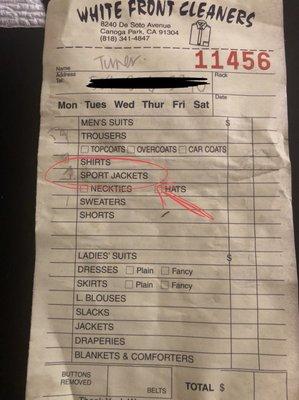 WHITE FRONT CLEANERS
8240 De Soto Avenue
Canoga Park, CA 91304
(818) 341-4847
11456
Name Turner
Address Rack
Tel:
Date
Mon Tues Wed Thur Fri Sat
MEN'S SUITS $
TROUSERS
TOPCOATS OVERCOATS CAR COATS
SHIRTS
SPORT JACKETS
NECKTIES HATS
SWEATERS
SHORTS
LADIES' SUITS $
DRESSES Plain Fancy
SKIRTS Plain Fancy
L. BLOUSES
SLACKS
JACKETS
DRAPERIES
BLANKETS & COMFORTERS
BUTTONS REMOVED BELTS TOTAL $